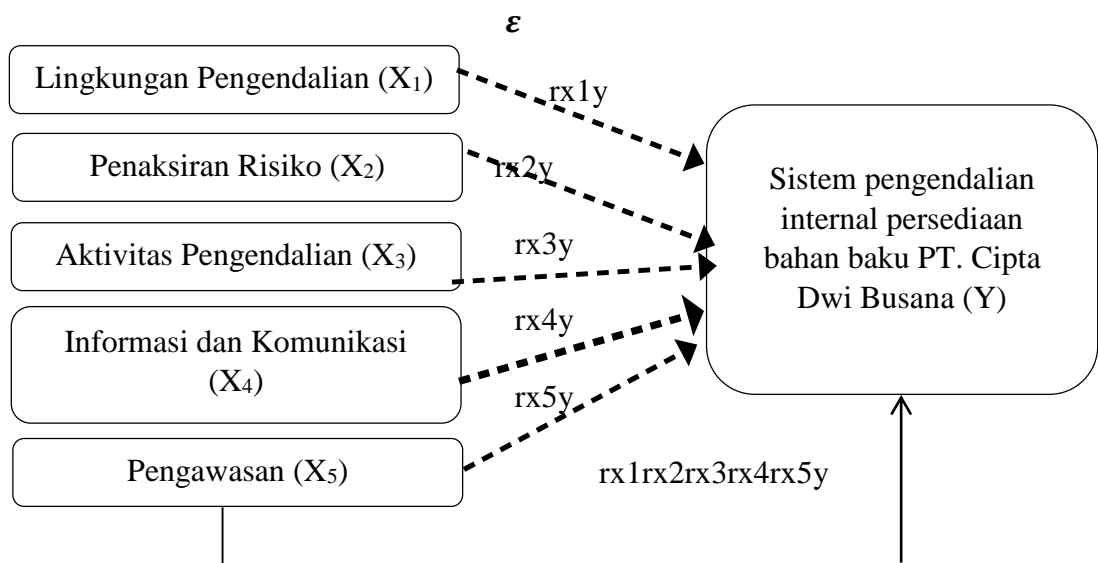 ε
Lingkungan Pengendalian (X₁)
rx1y
Penaksiran Risiko (X₂)
rx2y
Aktivitas Pengendalian (X₃)
rx3y
Informasi dan Komunikasi
(X₄)
rx4y
rx5y
Pengawasan (X₅)
rx1rx2rx3rx4rx5y
Sistem pengendalian
internal persediaan
bahan baku PT. Cipta
Dwi Busana (Y)